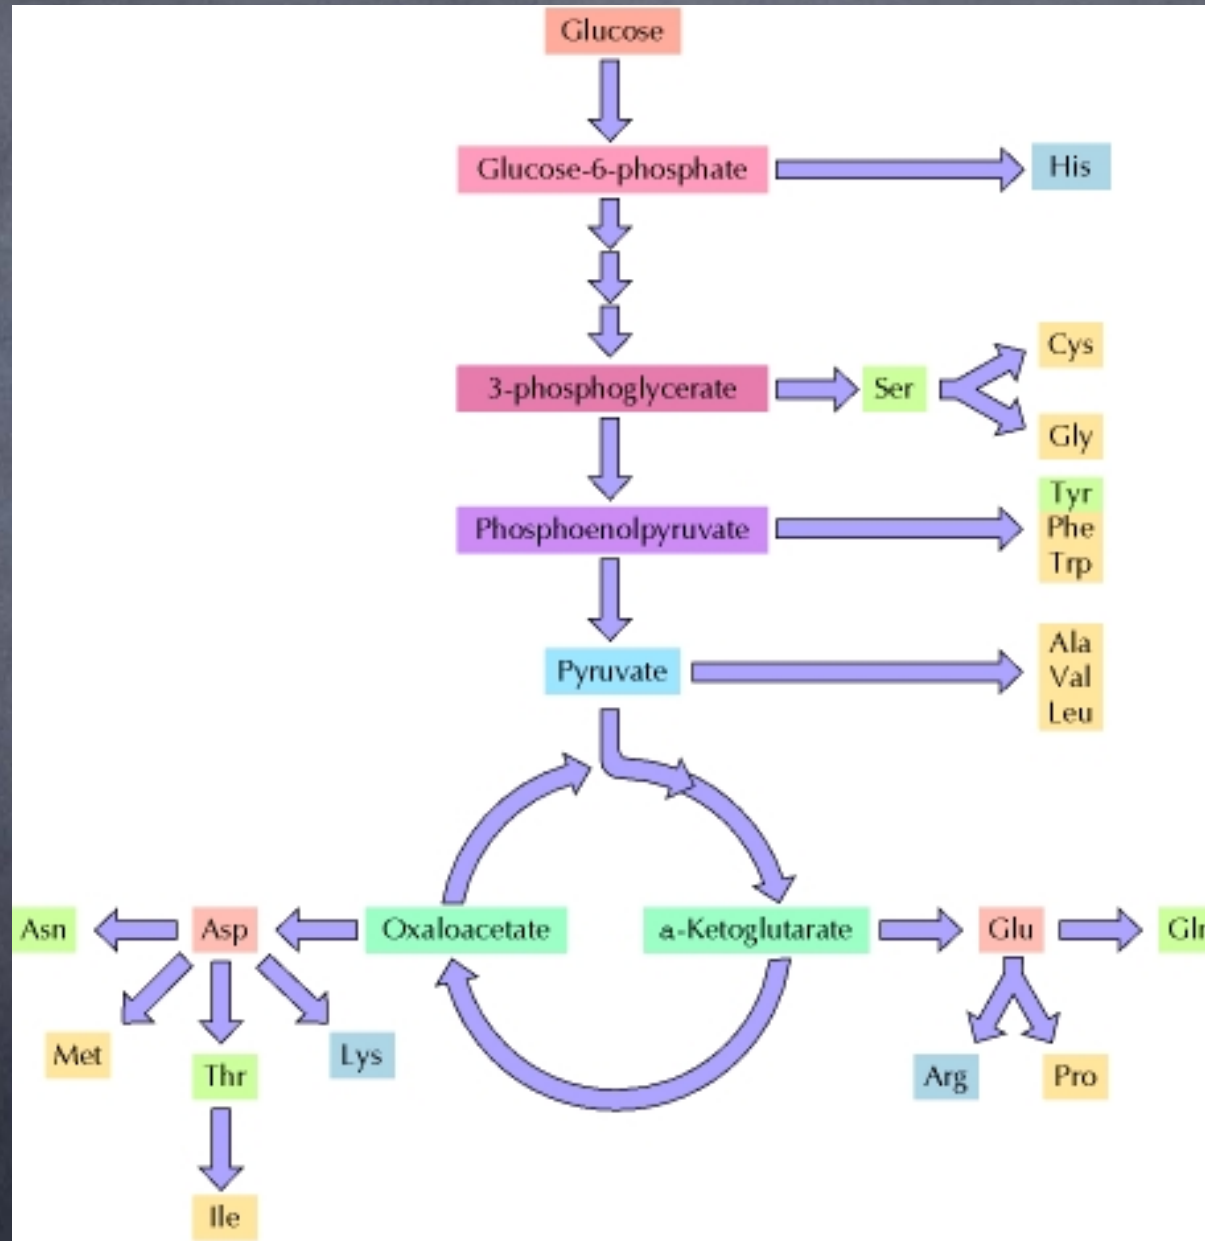 Glucose
Glucose-6-phosphate
His
3-phosphoglycerate
Ser
Cys
Gly
Phosphoenolpyruvate
Tyr
Phe
Trp
Pyruvate
Ala
Val
Leu
Asn
Asp
Oxaloacetate
a-Ketoglutarate
Glu
Met
Thr
Lys
Arg
Pro
Ile